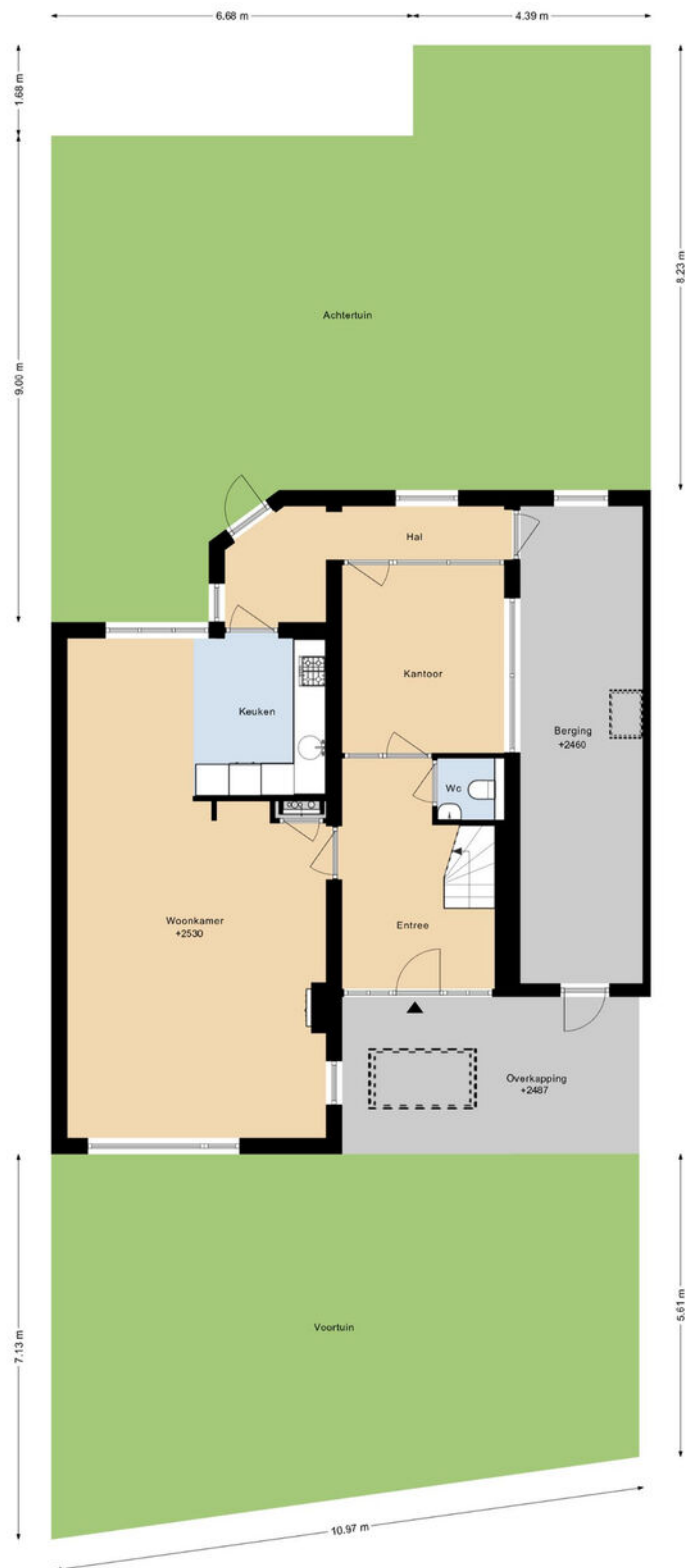 6.68 m
4.39 m
1.68 m
8.23 m
9.00 m
Achtertuin
Hal
Kantoor
Keuken
Berging
+2460
Wc
Woonkamer
+2530
Entree
Overkapping
+2487
Voortuin
7.13 m
5.61 m
10.97 m